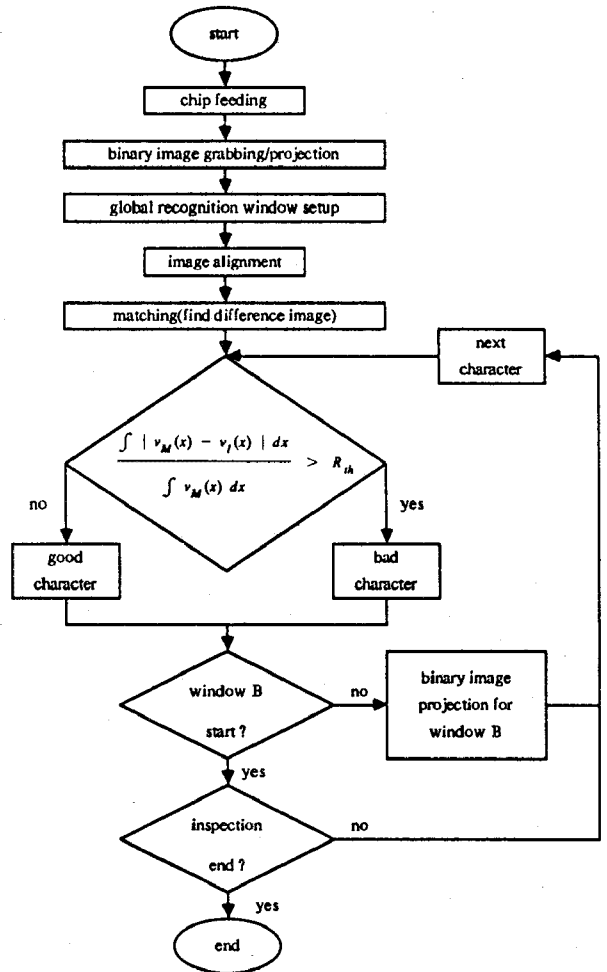 start
chip feeding
binary image grabbing/projection
global recognition window setup
image alignment
matching(find difference image)
next
character
∫ | v_M(x) − v_I(x) | dx
> R_th
∫ v_M(x) dx
no
yes
good
character
bad
character
window B
start ?
no
binary image
projection for
window B
yes
inspection
end ?
no
yes
end